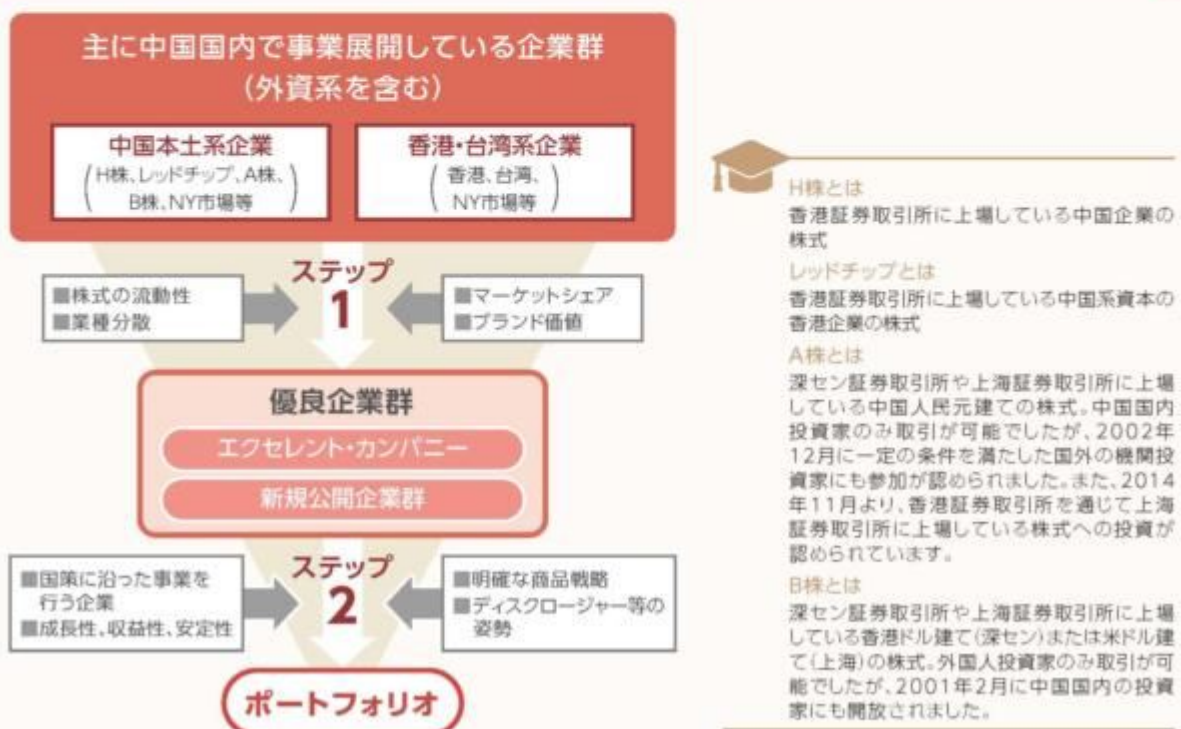 主に中国国内で事業展開している企業群
（外資系を含む）
中国本土系企業
（H株、レッドチップ、A株、
B株、NY市場等）
香港・台湾系企業
（香港、台湾、
NY市場等）
ステップ
1
■株式の流動性
■業種分散
■マーケットシェア
■ブランド価値
優良企業群
エクセレント・カンパニー
新規公開企業群
ステップ
2
■国策に沿った事業を
行う企業
■成長性、収益性、安定性
■明確な商品戦略
■ディスクロージャー等の
姿勢
ポートフォリオ
H株とは
香港証券取引所に上場している中国企業の
株式
レッドチップとは
香港証券取引所に上場している中国系資本の
香港企業の株式
A株とは
深セン証券取引所や上海証券取引所に上場
している中国人民元建ての株式。中国国内
投資家のみ取引が可能でしたが、2002年
12月に一定の条件を満たした国外の機関投
資家にも参加が認められました。また、2014
年11月より、香港証券取引所を通じて上海
証券取引所に上場している株式への投資が
認められています。
B株とは
深セン証券取引所や上海証券取引所に上場
している香港ドル建て(深セン)または米ドル建
て(上海)の株式。外国人投資家のみ取引が可
能でしたが、2001年2月に中国国内の投資
家にも開放されました。